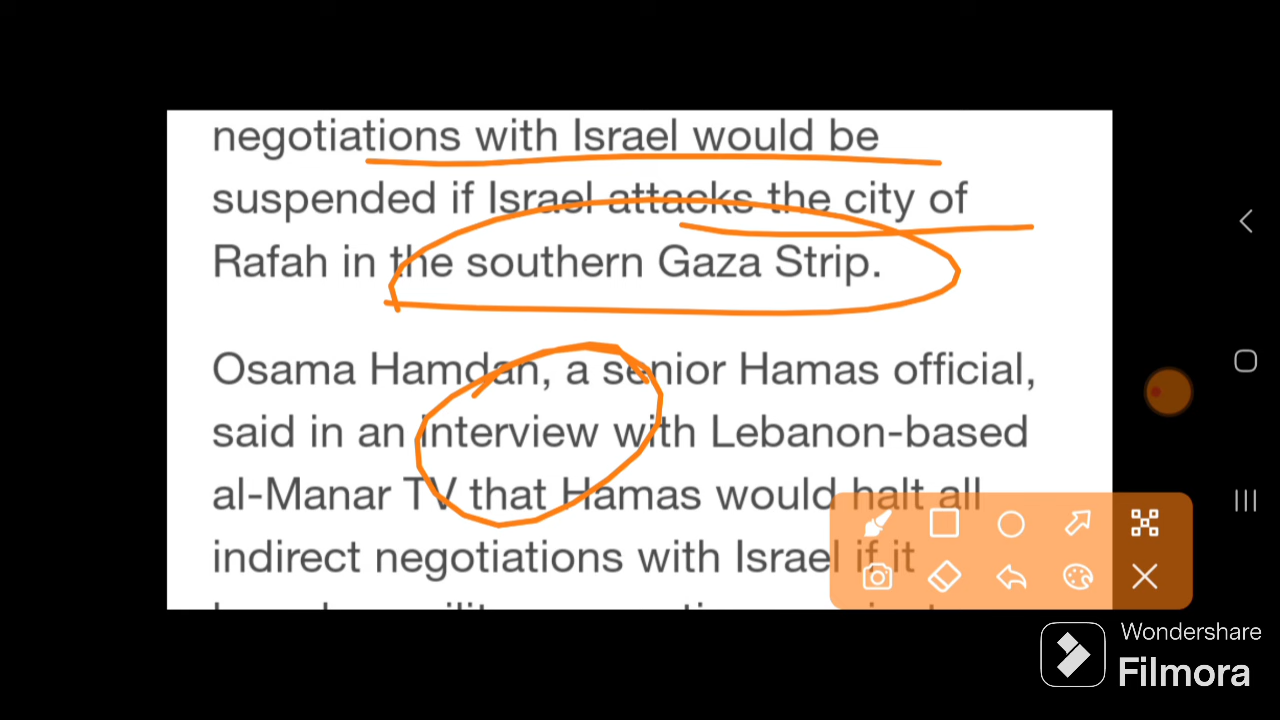 negotiations with Israel would be
suspended if Israel attacks the city of
Rafah in the southern Gaza Strip.
Osama Hamdan, a senior Hamas official,
said in an interview with Lebanon-based
al-Manar TV that Hamas would halt all
indirect negotiations with Israel if it
Wondershare
Filmora